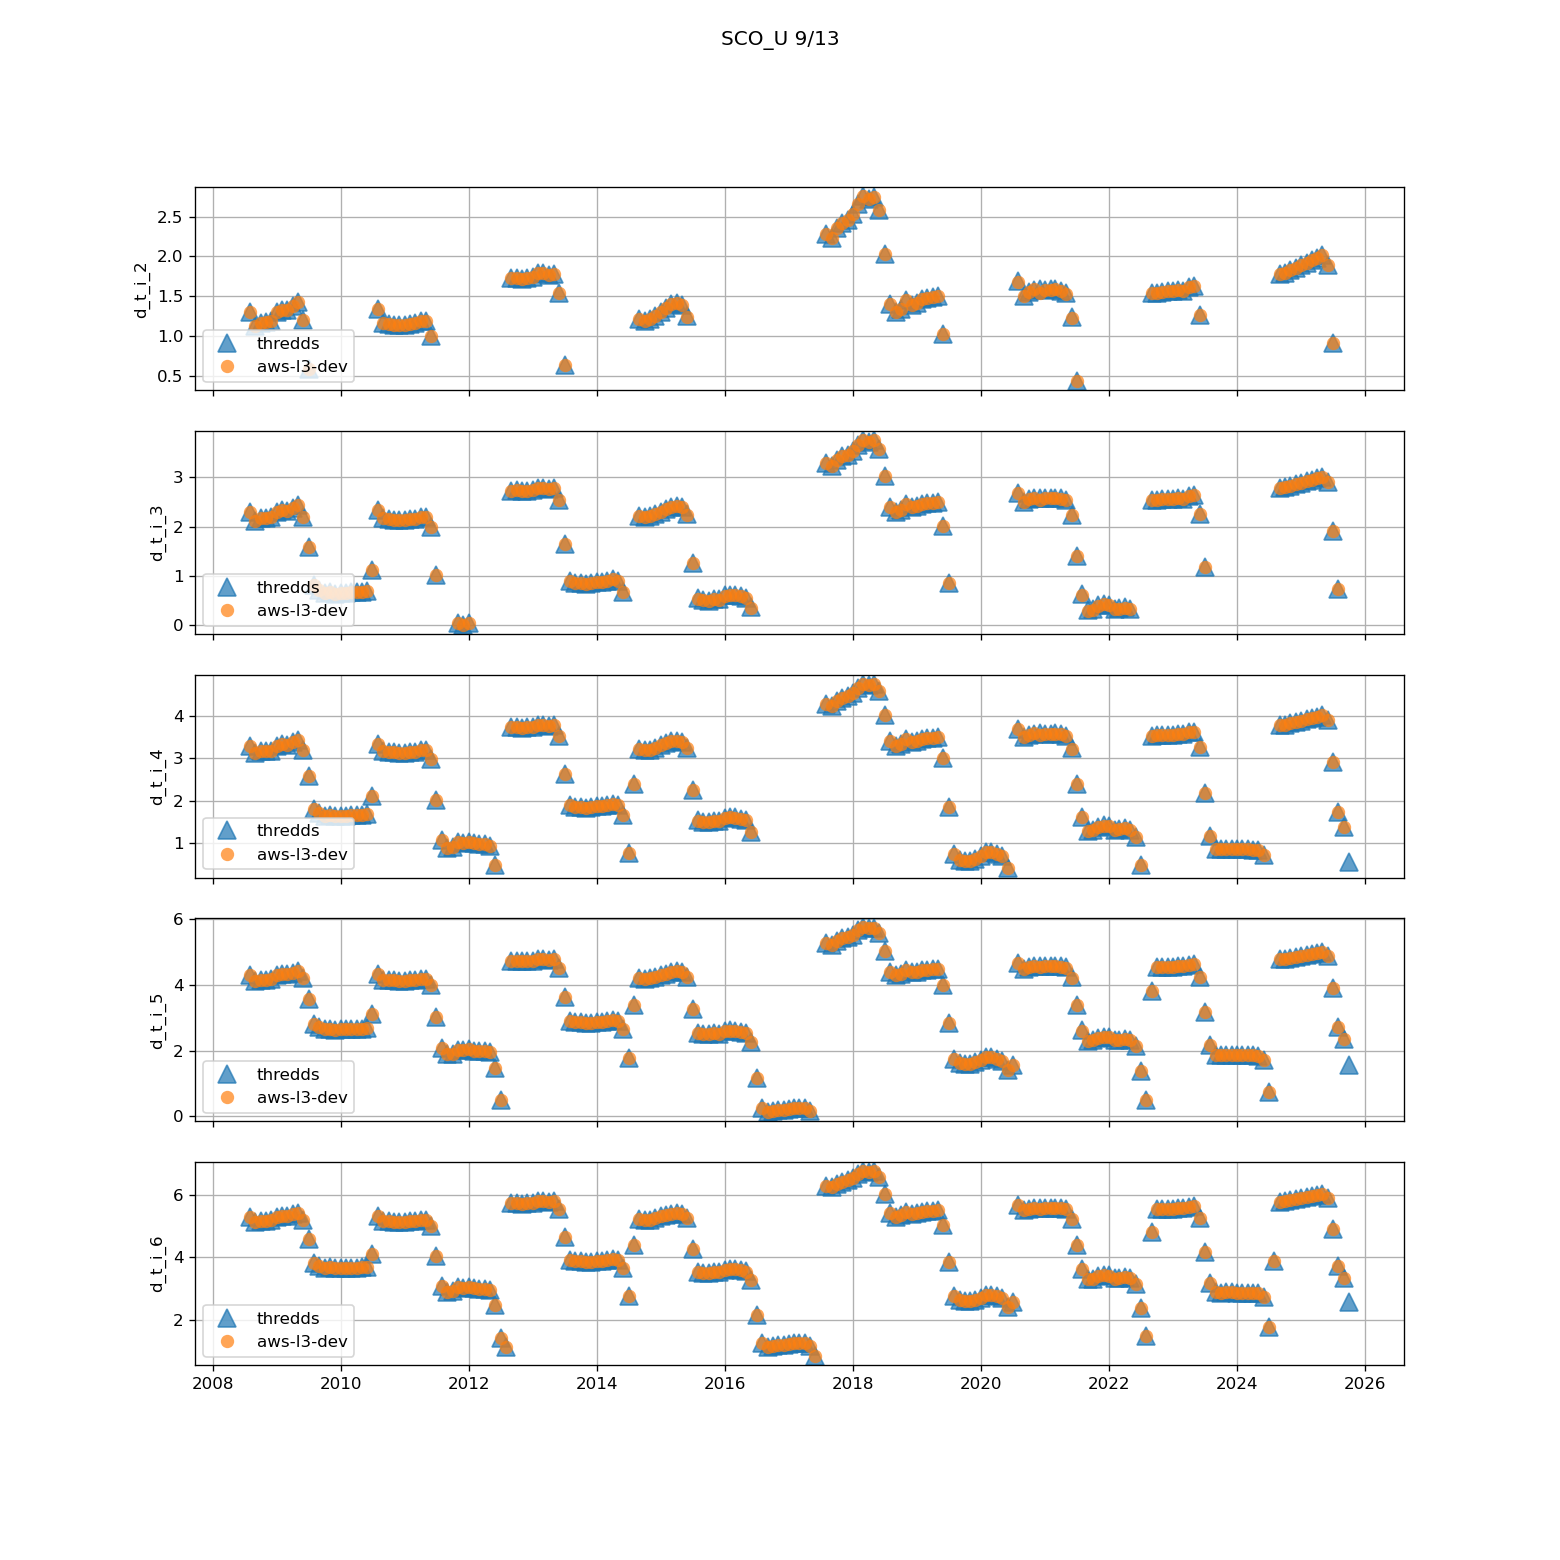 SCO_U 9/13
2.5
2.0
1.5
1.0
0.5
d_t_i_2
thredds
aws-l3-dev
3
2
1
0
d_t_i_3
thredds
aws-l3-dev
4
3
2
1
d_t_i_4
thredds
aws-l3-dev
6
4
2
0
d_t_i_5
thredds
aws-l3-dev
6
4
2
d_t_i_6
thredds
aws-l3-dev
2008 2010 2012 2014 2016 2018 2020 2022 2024 2026